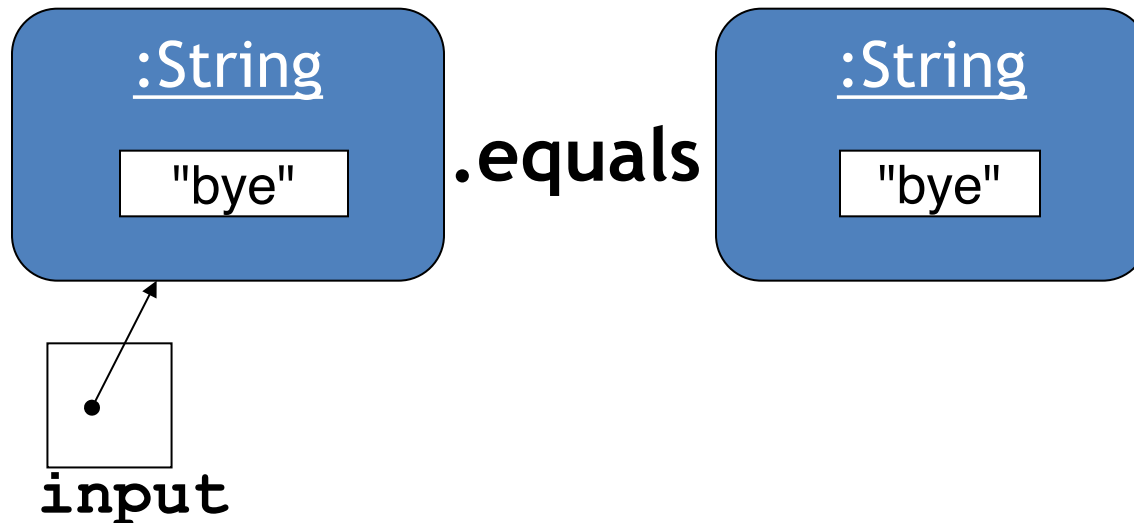 :String
"bye"
.equals
:String
"bye"
input